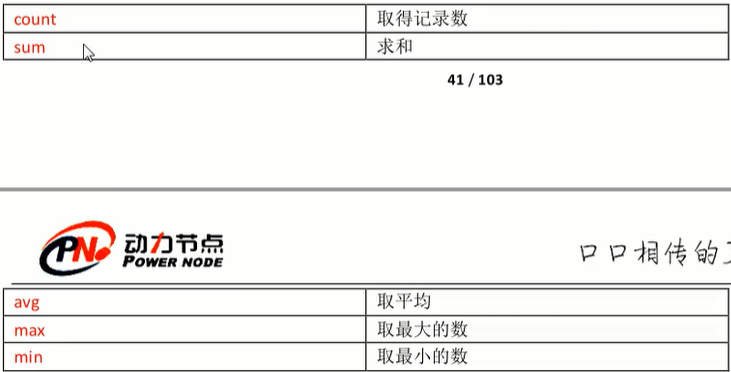 count 取得记录数
sum 求和
41 / 103
PN 动力节点
POWER NODE
口口相传的
avg 取平均
max 取最大的数
min 取最小的数